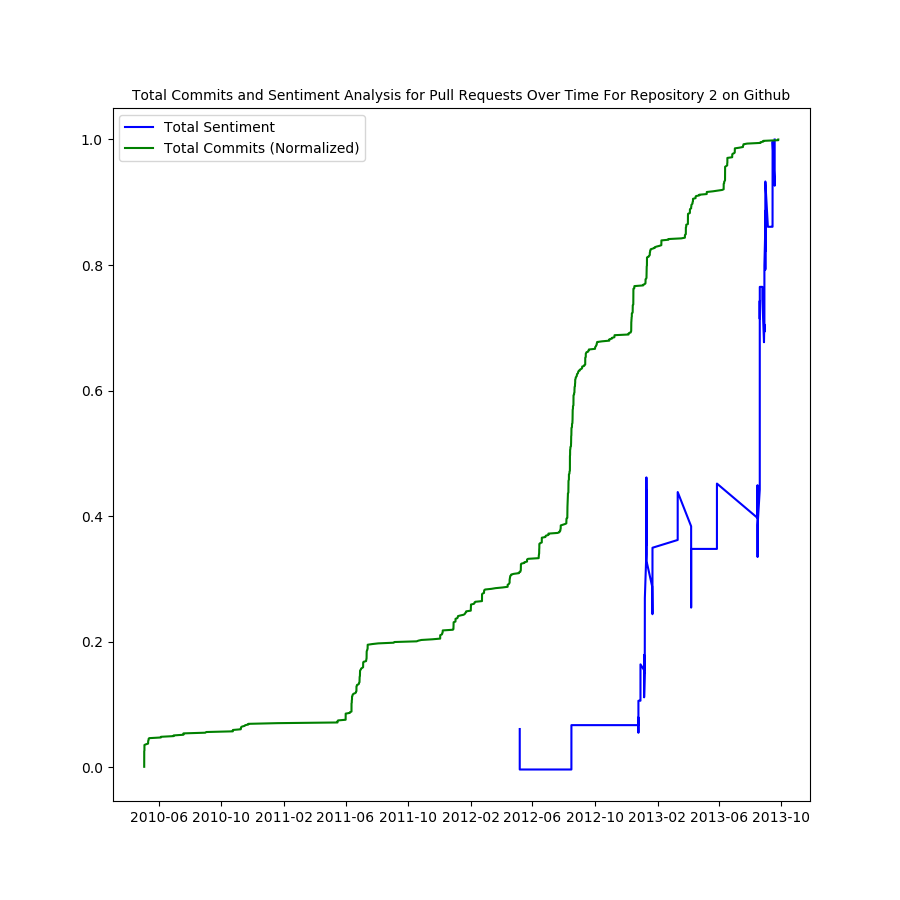 Total Commits and Sentiment Analysis for Pull Requests Over Time For Repository 2 on Github
Total Sentiment
Total Commits (Normalized)
1.0
0.8
0.6
0.4
0.2
0.0
2010-06 2010-10 2011-02 2011-06 2011-10 2012-02 2012-06 2012-10 2013-02 2013-06 2013-10